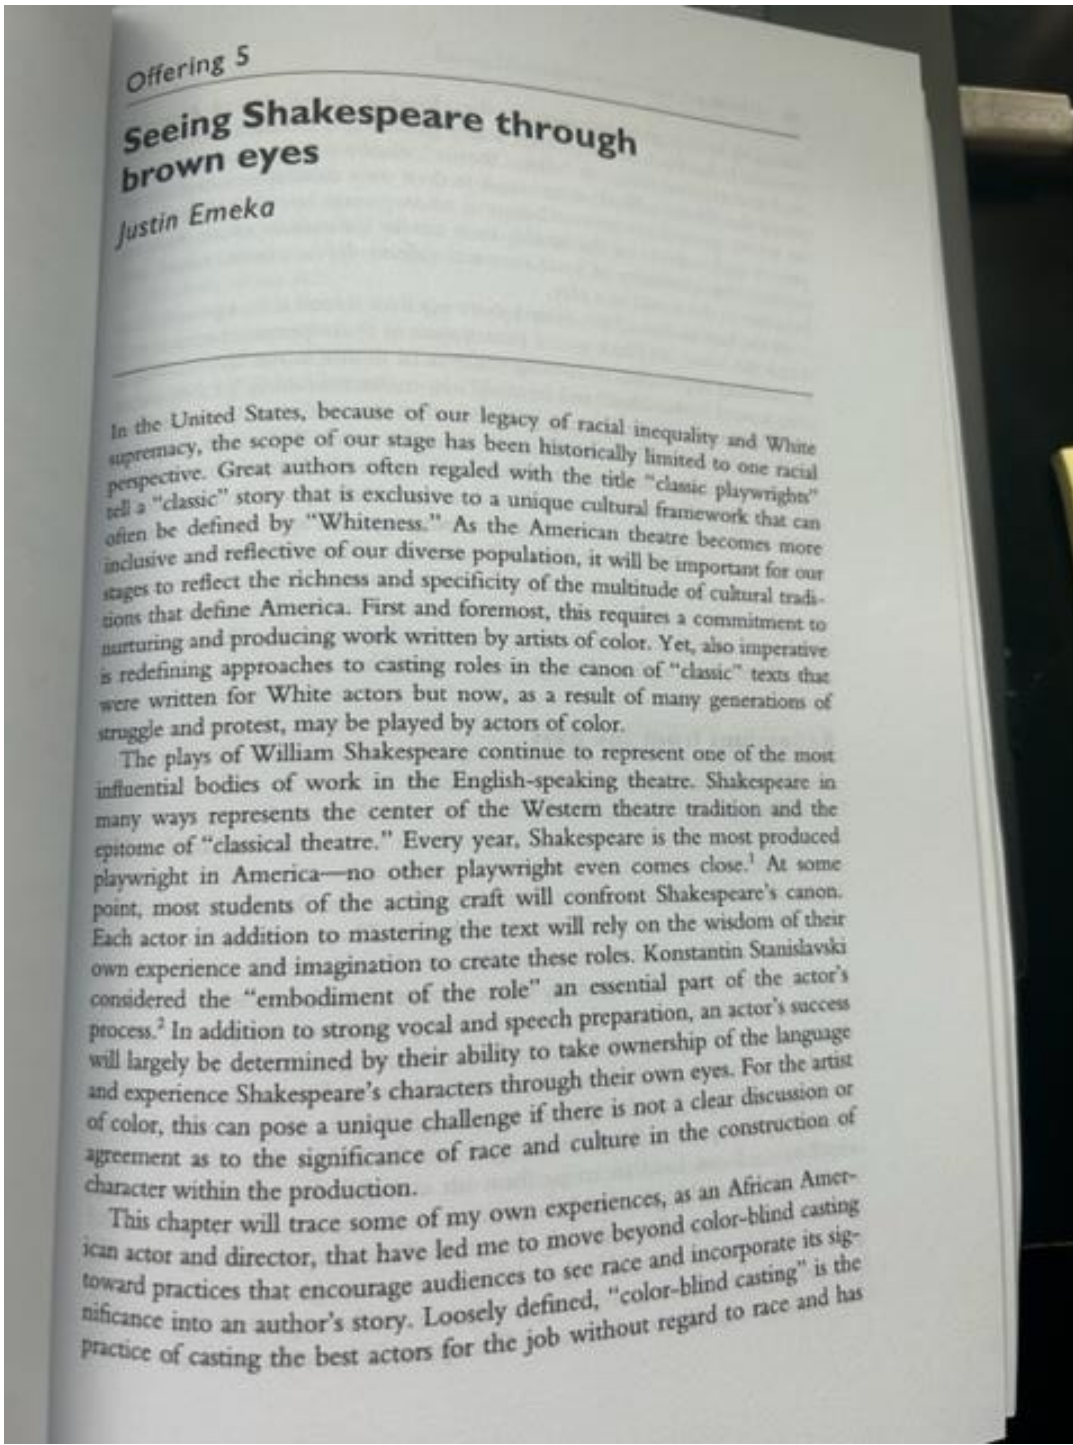 Offering 5
Seeing Shakespeare through
brown eyes
Justin Emeka
In the United States, because of our legacy of racial inequality and White
supremacy, the scope of our stage has been historically limited to one racial
perspective. Great authors often regaled with the title "classic playwrights"
tell a "classic" story that is exclusive to a unique cultural framework that can
often be defined by "Whiteness." As the American theatre becomes more
inclusive and reflective of our diverse population, it will be important for our
stages to reflect the richness and specificity of the multitude of cultural tradi-
tions that define America. First and foremost, this requires a commitment to
nurturing and producing work written by artists of color. Yet, also imperative
is redefining approaches to casting roles in the canon of "classic" texts that
were written for White actors but now, as a result of many generations of
struggle and protest, may be played by actors of color.
The plays of William Shakespeare continue to represent one of the most
influential bodies of work in the English-speaking theatre. Shakespeare in
many ways represents the center of the Western theatre tradition and the
epitome of "classical theatre." Every year, Shakespeare is the most produced
playwright in America—no other playwright even comes close.¹ At some
point, most students of the acting craft will confront Shakespeare's canon.
Each actor in addition to mastering the text will rely on the wisdom of their
own experience and imagination to create these roles. Konstantin Stanislavski
considered the "embodiment of the role" an essential part of the actor's
process.² In addition to strong vocal and speech preparation, an actor's success
will largely be determined by their ability to take ownership of the language
and experience Shakespeare's characters through their own eyes. For the artist
of color, this can pose a unique challenge if there is not a clear discussion or
agreement as to the significance of race and culture in the construction of
character within the production.
This chapter will trace some of my own experiences, as an African Amer-
ican actor and director, that have led me to move beyond color-blind casting
toward practices that encourage audiences to see race and incorporate its sig-
nificance into an author's story. Loosely defined, "color-blind casting" is the
practice of casting the best actors for the job without regard to race and has